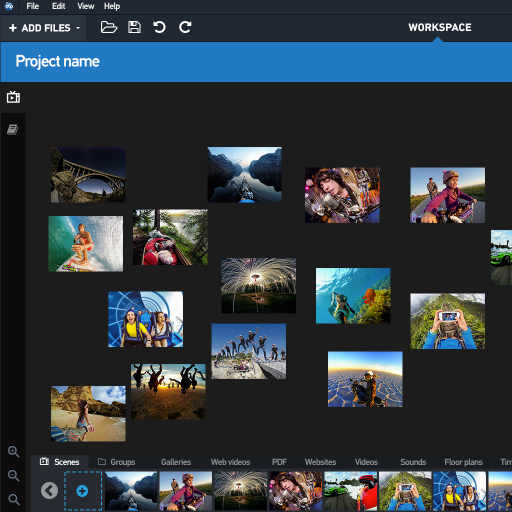 File Edit View Help
ADD FILES
WORKSPACE
Project name
Scenes Groups Galleries Web videos PDF Websites Videos Sounds Floor plans